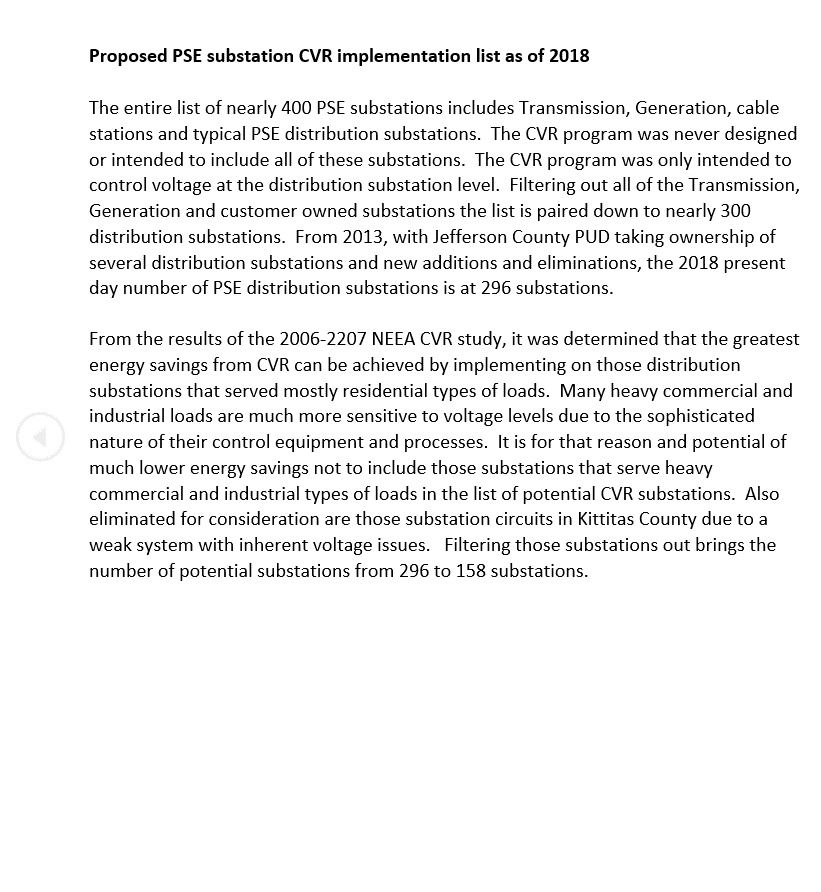 Proposed PSE substation CVR implementation list as of 2018
The entire list of nearly 400 PSE substations includes Transmission, Generation, cable
stations and typical PSE distribution substations.  The CVR program was never designed
or intended to include all of these substations.  The CVR program was only intended to
control voltage at the distribution substation level.  Filtering out all of the Transmission,
Generation and customer owned substations the list is paired down to nearly 300
distribution substations.  From 2013, with Jefferson County PUD taking ownership of
several distribution substations and new additions and eliminations, the 2018 present
day number of PSE distribution substations is at 296 substations.
From the results of the 2006-2207 NEEA CVR study, it was determined that the greatest
energy savings from CVR can be achieved by implementing on those distribution
substations that served mostly residential types of loads.  Many heavy commercial and
industrial loads are much more sensitive to voltage levels due to the sophisticated
nature of their control equipment and processes.  It is for that reason and potential of
much lower energy savings not to include those substations that serve heavy
commercial and industrial types of loads in the list of potential CVR substations.  Also
eliminated for consideration are those substation circuits in Kittitas County due to a
weak system with inherent voltage issues.   Filtering those substations out brings the
number of potential substations from 296 to 158 substations.